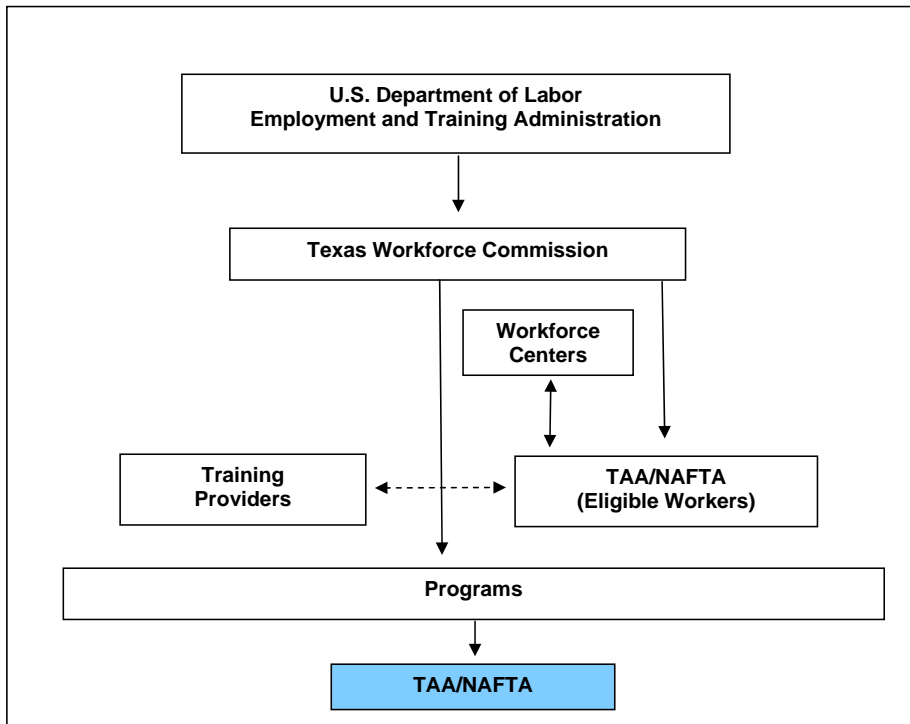 U.S. Department of Labor
Employment and Training Administration
Texas Workforce Commission
Workforce
Centers
Training
Providers
TAA/NAFTA
(Eligible Workers)
Programs
TAA/NAFTA